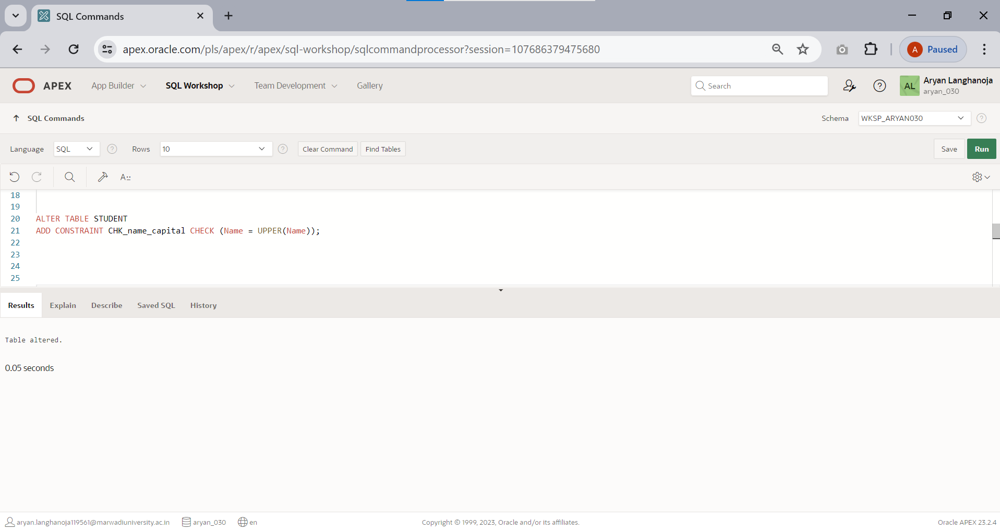 SQL Commands
apex.oracle.com/pls/apex/r/apex/sql-workshop/sqlcommandprocessor?session=107686379475680
A Paused
APEX App Builder SQL Workshop Team Development Gallery Search ? AL Aryan Langhanoja
aryan_030
SQL Commands Schema WKSP_ARYAN030 ?
Language SQL ? Rows 10 ? Clear Command Find Tables Save Run
A::
18
19
20 ALTER TABLE STUDENT
21 ADD CONSTRAINT CHK_name_capital CHECK (Name = UPPER(Name));
22
23
24
25
Results Explain Describe Saved SQL History
Table altered.
0.05 seconds
aryan.langhanoja119561@marwadiuniversity.ac.in aryan_030 en Copyright © 1999, 2023, Oracle and/or its affiliates. Oracle APEX 23.2.4